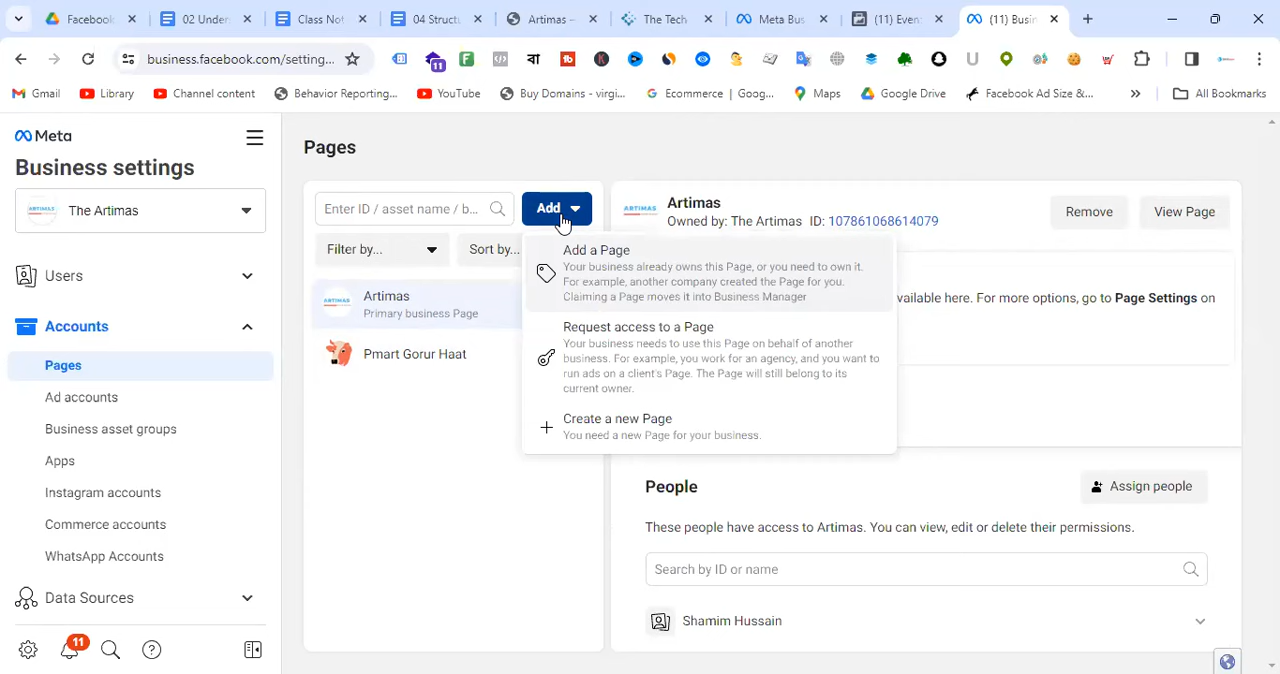 Facebook
02 Under
Class Not
04 Structu
Artimas –
The Tech
Meta Bus
(11) Even
(11) Busin
business.facebook.com/setting...
11
বা
Gmail
Library
Channel content
Behavior Reporting...
YouTube
Buy Domains - virgi...
Ecommerce | Goog...
Maps
Google Drive
Facebook Ad Size &...
All Bookmarks
Meta
Business settings
The Artimas
Users
Accounts
Pages
Ad accounts
Business asset groups
Apps
Instagram accounts
Commerce accounts
WhatsApp Accounts
Data Sources
11
Pages
Enter ID / asset name / b...
Add
Filter by...
Sort by...
Artimas
Primary business Page
Pmart Gorur Haat
Add a Page
Your business already owns this Page, or you need to own it.
For example, another company created the Page for you.
Claiming a Page moves it into Business Manager
Request access to a Page
Your business needs to use this Page on behalf of another
business. For example, you work for an agency, and you want to
run ads on a client's Page. The Page will still belong to its
current owner.
Create a new Page
You need a new Page for your business.
ARTIMAS
Artimas
Owned by: The Artimas ID: 107861068614079
Remove
View Page
vailable here. For more options, go to Page Settings on
People
Assign people
These people have access to Artimas. You can view, edit or delete their permissions.
Search by ID or name
Shamim Hussain